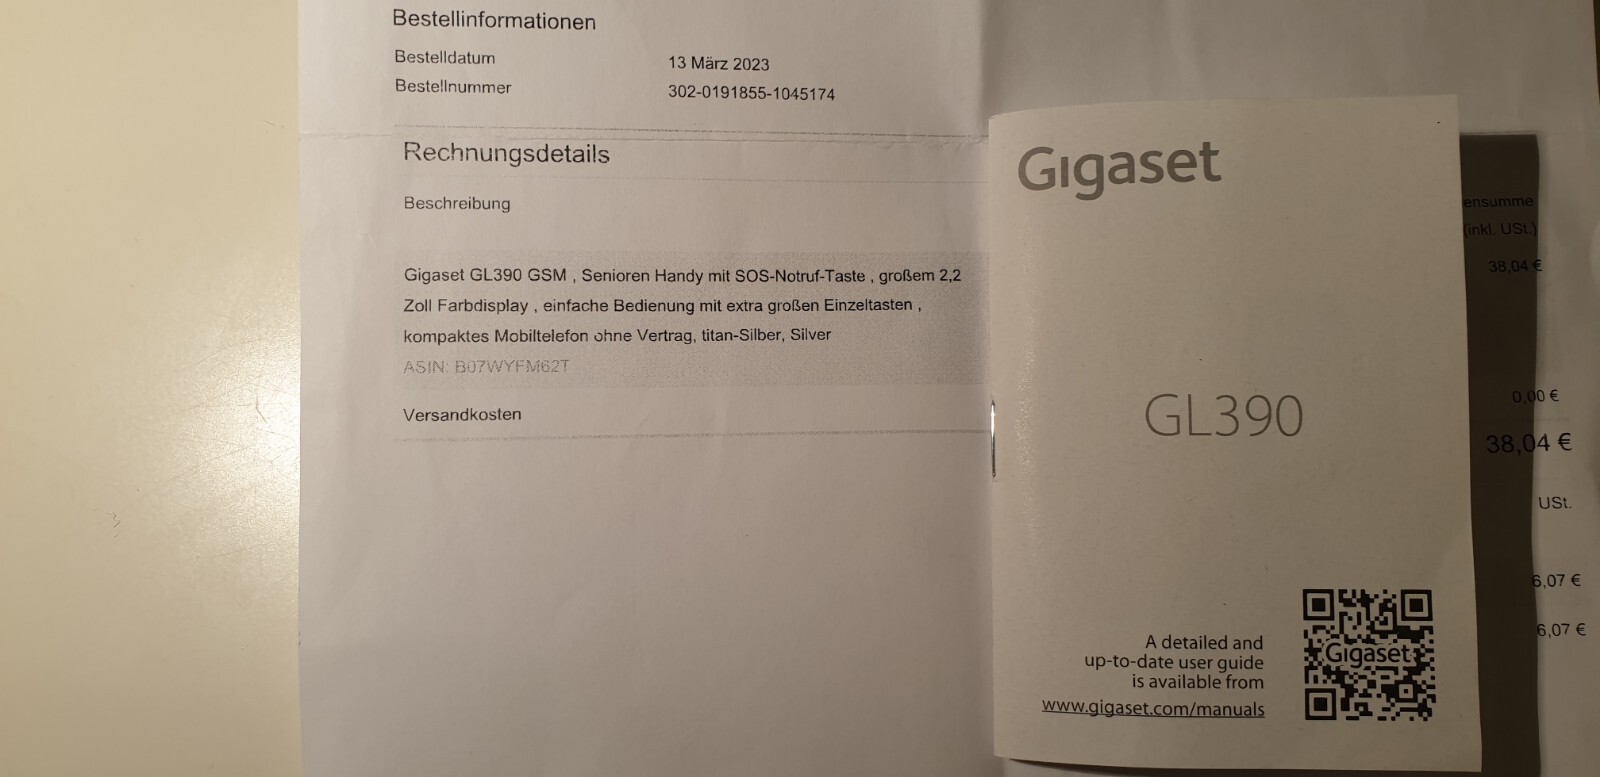 Bestellinformationen
Bestelldatum 13 März 2023
Bestellnummer 302-0191855-1045174
Rechnungsdetails
Beschreibung
ensumme
(inkl. USt.)
Gigaset GL390 GSM , Senioren Handy mit SOS-Notruf-Taste , großem 2,2
Zoll Farbdisplay , einfache Bedienung mit extra großen Einzeltasten ,
kompaktes Mobiltelefon ohne Vertrag, titan-Silber, Silver
ASIN: B07WYFM62T
38,04 €
Versandkosten
0,00 €
38,04 €
USt.
6,07 €
6,07 €
Gigaset
GL390
A detailed and
up-to-date user guide
is available from
www.gigaset.com/manuals
Gigaset